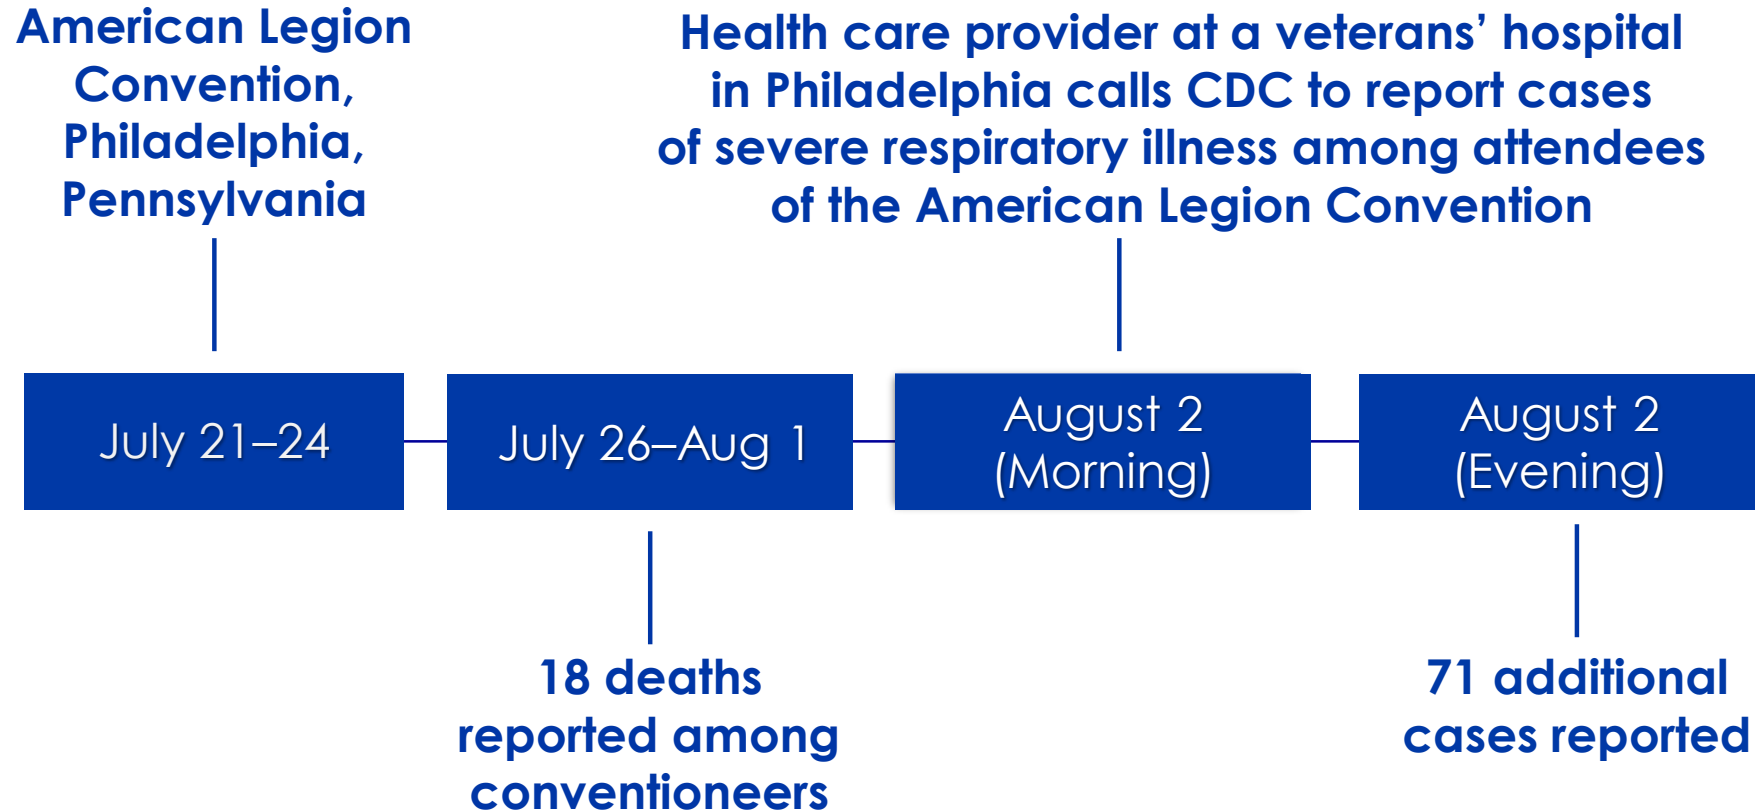 American Legion
Convention,
Philadelphia,
Pennsylvania
Health care provider at a veterans’ hospital
in Philadelphia calls CDC to report cases
of severe respiratory illness among attendees
of the American Legion Convention
July 21–24
July 26–Aug 1
August 2
(Morning)
August 2
(Evening)
18 deaths
reported among
conventioneers
71 additional
cases reported